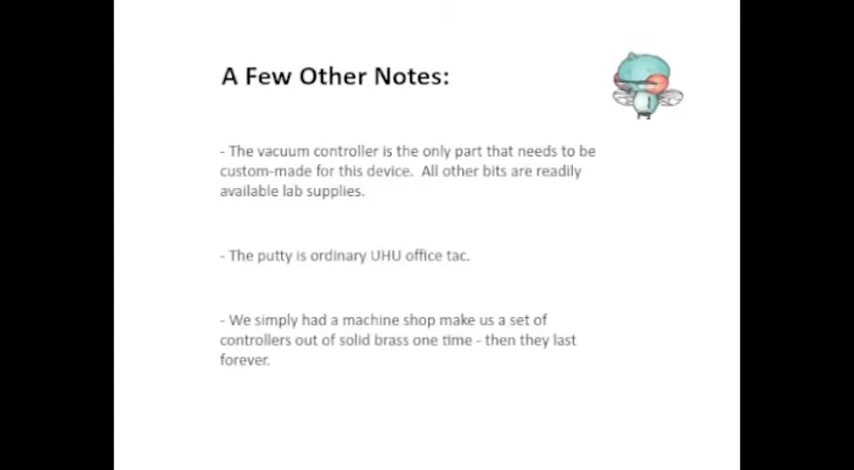 A Few Other Notes:
- The vacuum controller is the only part that needs to be
custom-made for this device.  All other bits are readily
available lab supplies.
- The putty is ordinary UHU office tac.
- We simply had a machine shop make us a set of
controllers out of solid brass one time - then they last
forever.